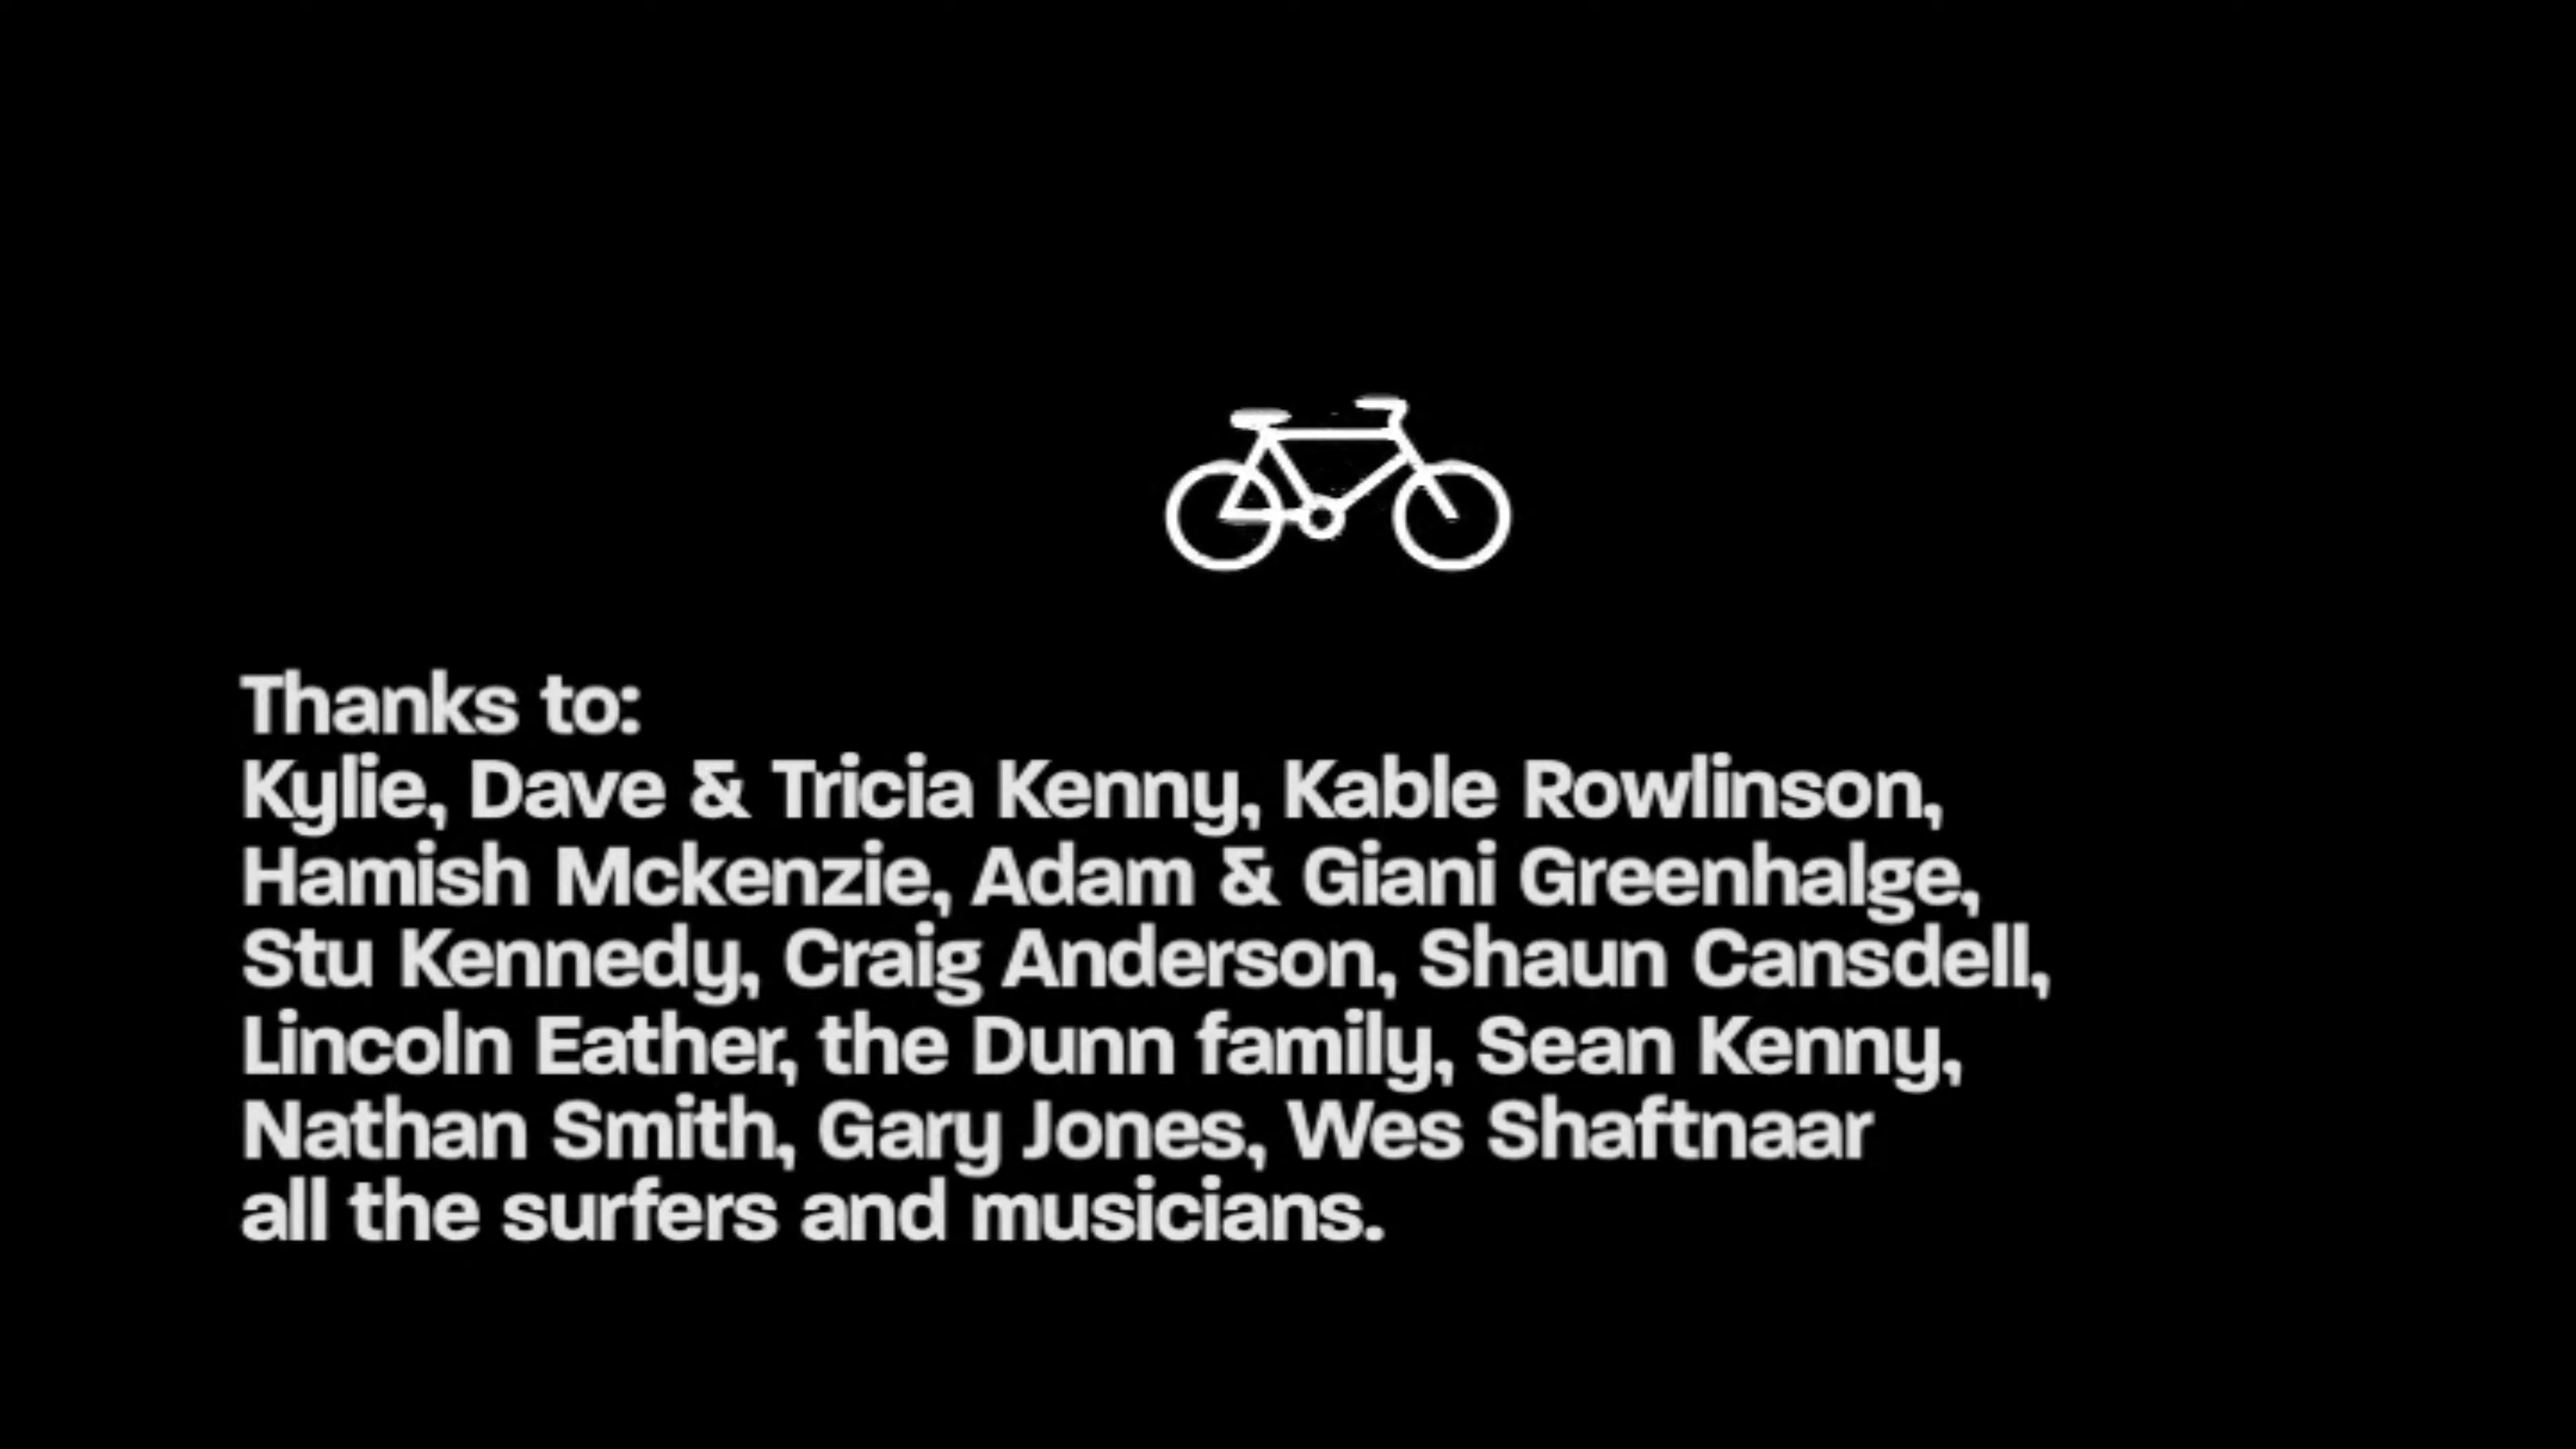 Thanks to:
Kylie, Dave & Tricia Kenny, Kable Rowlinson,
Hamish Mckenzie, Adam & Giani Greenhalge,
Stu Kennedy, Craig Anderson, Shaun Cansdell,
Lincoln Eather, the Dunn family, Sean Kenny,
Nathan Smith, Gary Jones, Wes Shaftnaar
all the surfers and musicians.